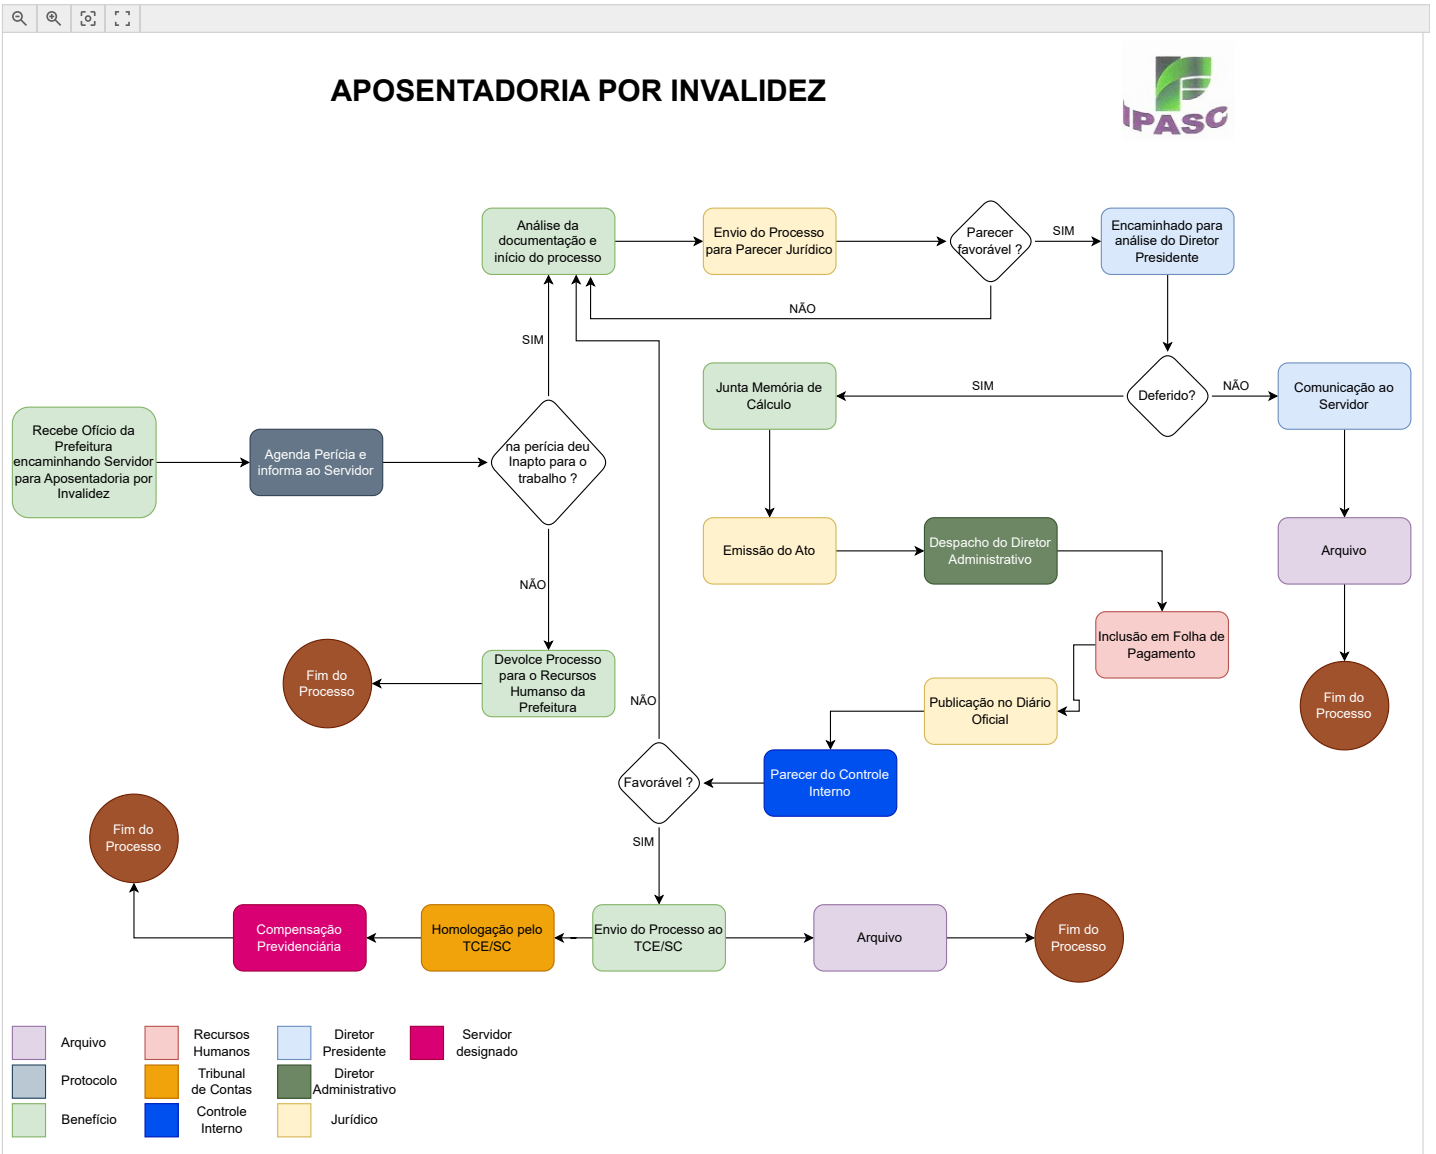 APOSENTADORIA POR INVALIDEZ
IPASC
Análise da
documentação e
início do processo
Envio do Processo
para Parecer Jurídico
Parecer
favorável ?
SIM
Encaminhado para
análise do Diretor
Presidente
NÃO
SIM
Junta Memória de
Cálculo
SIM
Deferido?
NÃO
Comunicação ao
Servidor
Recebe Ofício da
Prefeitura
encaminhando Servidor
para Aposentadoria por
Invalidez
Agenda Perícia e
informa ao Servidor
na perícia deu
Inapto para o
trabalho ?
Emissão do Ato
Despacho do Diretor
Administrativo
Arquivo
NÃO
Inclusão em Folha de
Pagamento
Fim do
Processo
Devolce Processo
para o Recursos
Humanso da
Prefeitura
NÃO
Publicação no Diário
Oficial
Fim do
Processo
Favorável ?
Parecer do Controle
Interno
Fim do
Processo
SIM
Compensação
Previdenciária
Homologação pelo
TCE/SC
Envio do Processo ao
TCE/SC
Arquivo
Fim do
Processo
Arquivo
Recursos
Humanos
Diretor
Presidente
Servidor
designado
Protocolo
Tribunal
de Contas
Diretor
Administrativo
Benefício
Controle
Interno
Jurídico